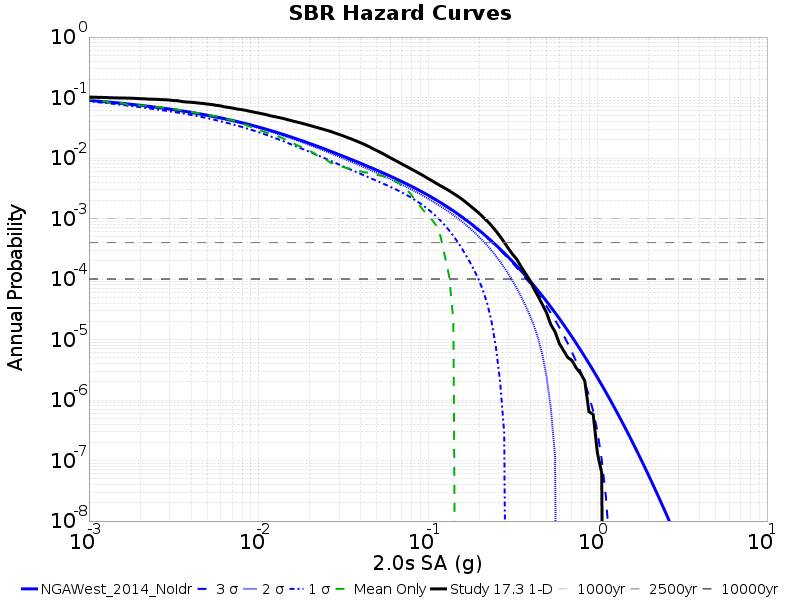 SBR Hazard Curves
10^0
10^-1
10^-2
10^-3
10^-4
10^-5
10^-6
10^-7
10^-8
Annual Probability
10^-3 10^-2 10^-1 10^0 10^1
2.0s SA (g)
NGAWest_2014_NoIdr 3 σ 2 σ 1 σ Mean Only Study 17.3 1-D 1000yr 2500yr 10000yr